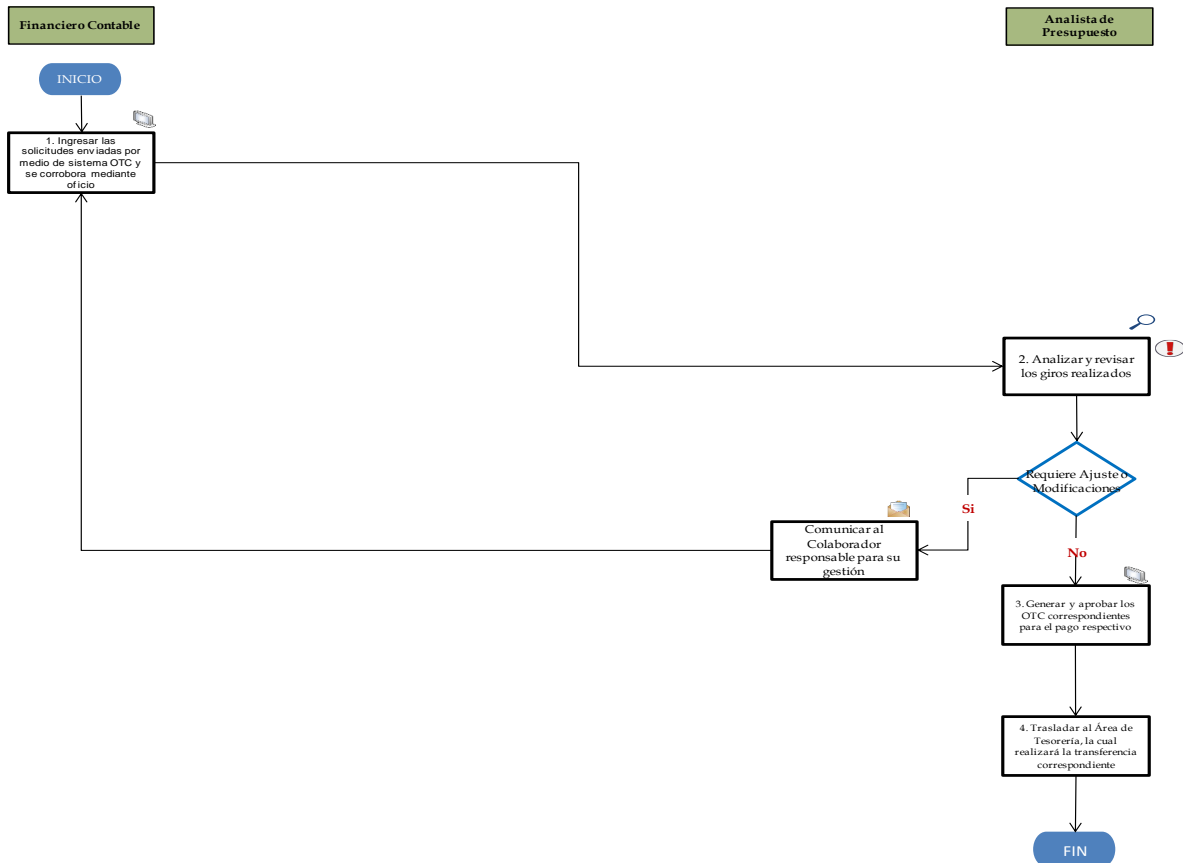 Financiero Contable
Analista de
Presupuesto
INICIO
1. Ingresar las
solicitudes enviadas por
medio de sistema OTC y
se corrobora mediante
oficio
2. Analizar y revisar
los giros realizados
Requiere Ajuste o
Modificaciones
Si
Comunicar al
Colaborador
responsable para su
gestión
No
3. Generar y aprobar los
OTC correspondientes
para el pago respectivo
4. Trasladar al Área de
Tesorería, la cual
realizará la transferencia
correspondiente
FIN